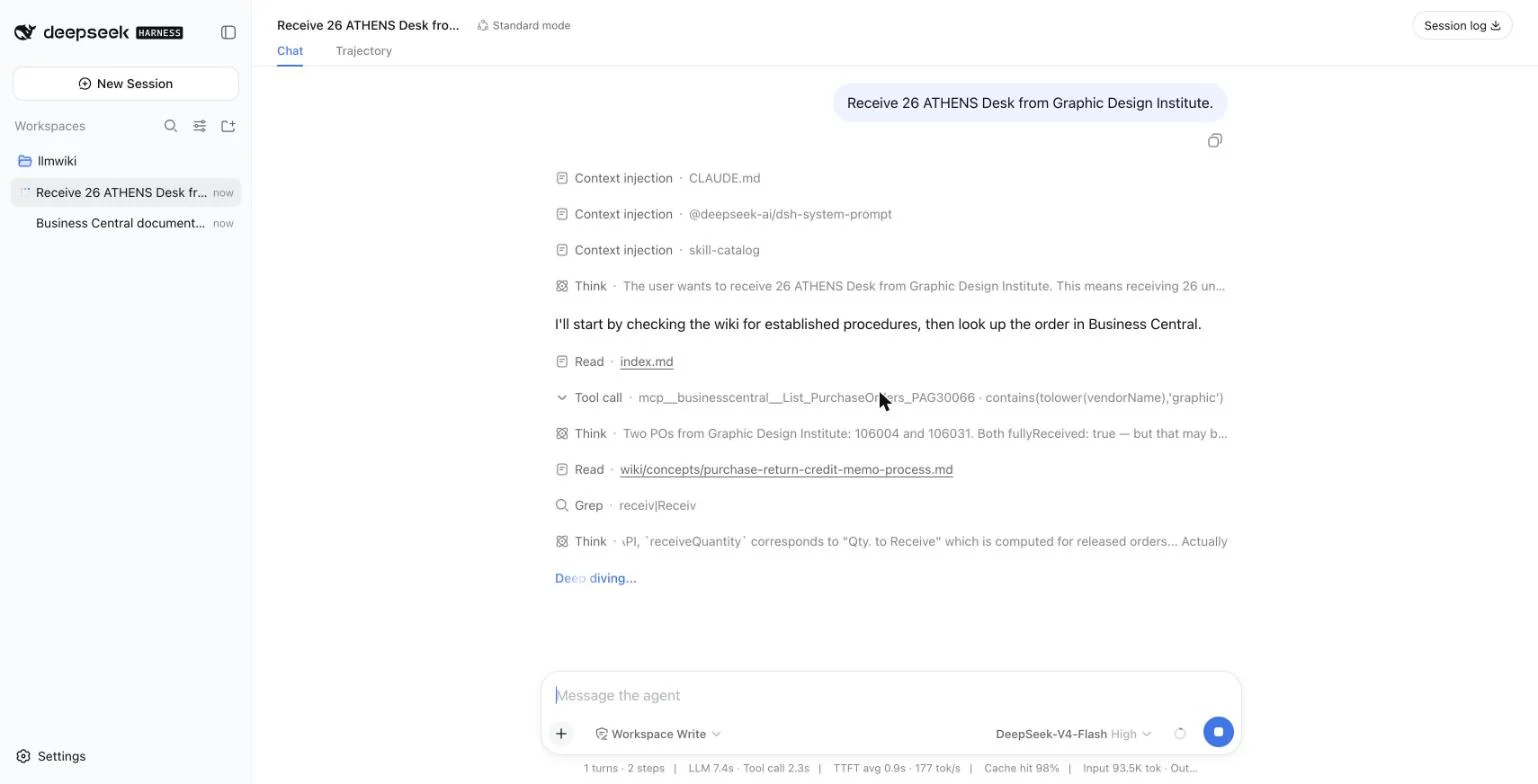 deepseek HARNESS
New Session
Workspaces
llmwiki
Receive 26 ATHENS Desk fr... now
Business Central document... now
Settings
Receive 26 ATHENS Desk fro... Standard mode
Session log
Chat Trajectory
Receive 26 ATHENS Desk from Graphic Design Institute.
Context injection · CLAUDE.md
Context injection · @deepseek-ai/dsh-system-prompt
Context injection · skill-catalog
Think · The user wants to receive 26 ATHENS Desk from Graphic Design Institute. This means receiving 26 un...
I'll start by checking the wiki for established procedures, then look up the order in Business Central.
Read · index.md
Tool call · mcp__businesscentral__List_PurchaseOrders_PAG30066 · contains(tolower(vendorName),'graphic')
Think · Two POs from Graphic Design Institute: 106004 and 106031. Both fullyReceived: true — but that may b...
Read · wiki/concepts/purchase-return-credit-memo-process.md
Grep · receiv|Receiv
Think · API, `receiveQuantity` corresponds to "Qty. to Receive" which is computed for released orders... Actually
Deep diving...
Message the agent
Workspace Write
DeepSeek-V4-Flash High
1 turns · 2 steps | LLM 7.4s · Tool call 2.3s | TTFT avg 0.9s · 177 tok/s | Cache hit 98% | Input 93.5K tok · Out...